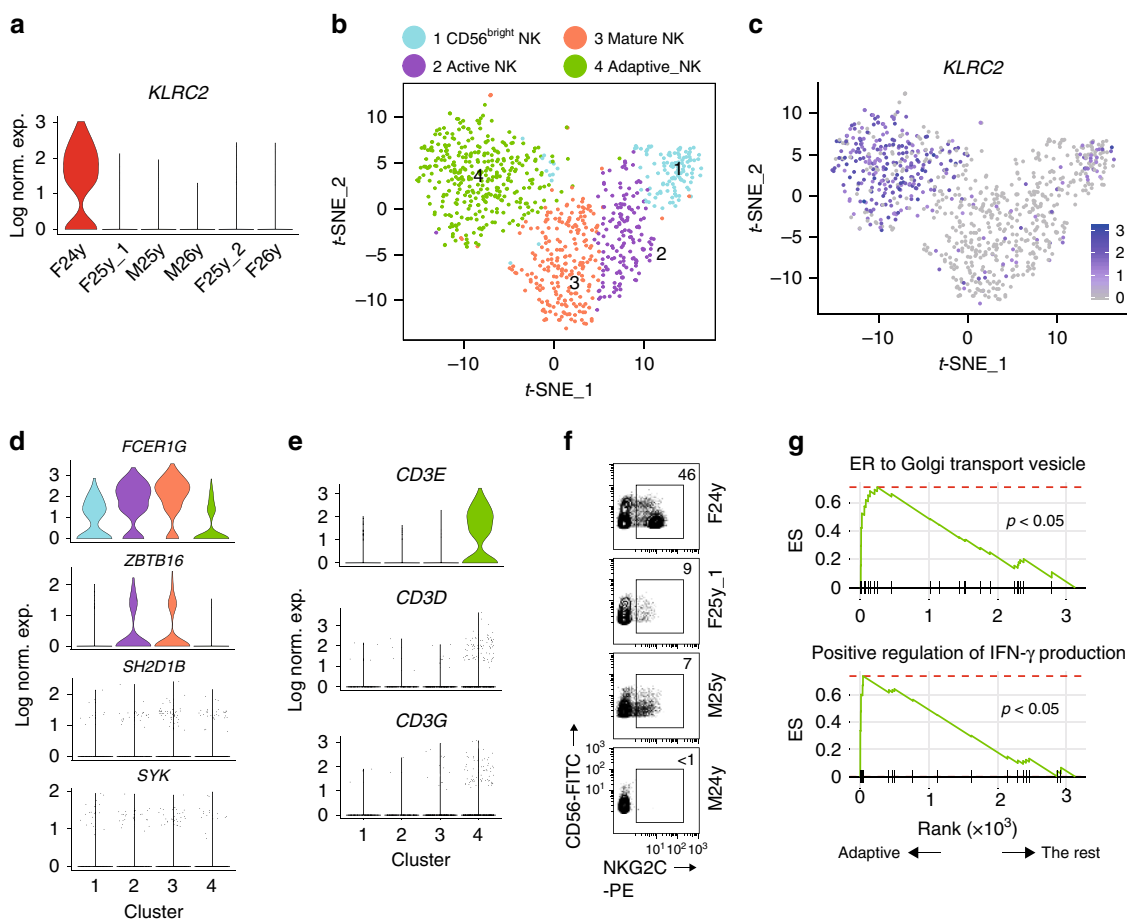 a
KLRC2
Log norm. exp.
3
2
1
0
F24y
F25y_1
M25y
M26y
F25y_2
F26y
b
1 CD56bright NK
2 Active NK
3 Mature NK
4 Adaptive_NK
t-SNE_2
10
5
0
−5
−10
1
2
3
4
−10
0
10
t-SNE_1
c
KLRC2
t-SNE_2
10
5
0
−5
−10
3
2
1
0
−10
0
10
t-SNE_1
d
Log norm. exp.
FCER1G
3
2
1
0
ZBTB16
2
1
0
SH2D1B
2
1
0
SYK
2
1
0
1 2 3 4
Cluster
e
Log norm. exp.
CD3E
3
2
1
0
CD3D
3
2
1
0
CD3G
3
2
1
0
1 2 3 4
Cluster
f
46
F24y
9
F25y_1
7
M25y
<1
M24y
10³
10²
10¹
CD56-FITC
10¹10²10³
NKG2C
-PE
g
ER to Golgi transport vesicle
ES
0.6
0.4
0.2
0
p < 0.05
0 1 2 3
Positive regulation of IFN-γ production
ES
0.6
0.4
0.2
0
p < 0.05
0 1 2 3
Rank (×10³)
Adaptive
The rest